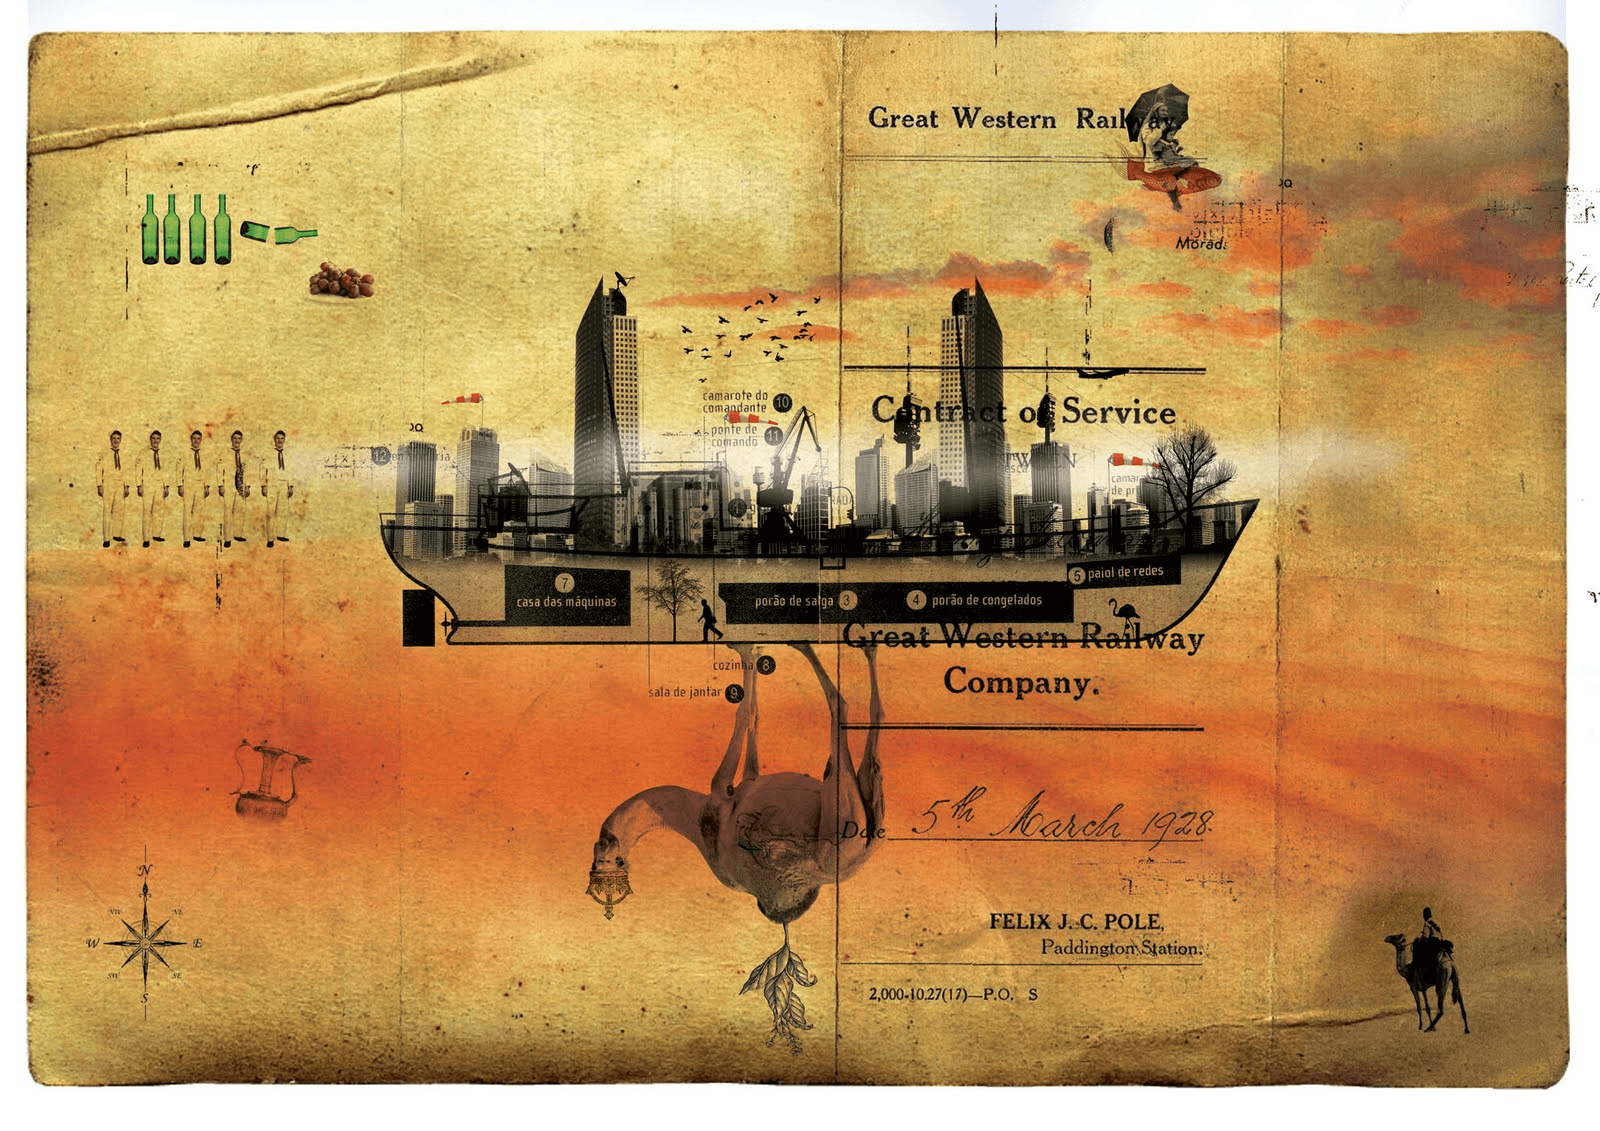 Great Western Railway
Morada
camarote do
comandante 10
ponte de
comando 11
Contract of Service
12
7
casa das máquinas
porão de salga 3
4 porão de congelados
5 paiol de redes
Great Western Railway
Company.
cozinha 8
sala de jantar 9
Date 5th March 1928.
N
NW NE
W E
SW SE
S
FELIX J. C. POLE,
Paddington Station.
2,000-10.27(17)—P.O. S